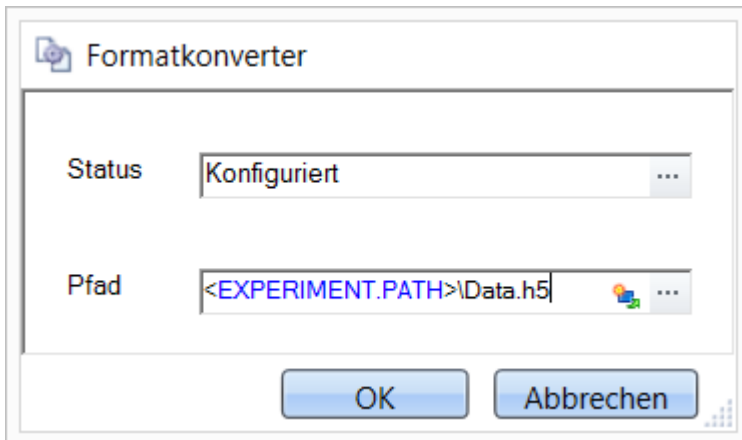 Formatkonverter
Status Konfiguriert ...
Pfad <EXPERIMENT.PATH>\Data.h5 ...
OK Abbrechen